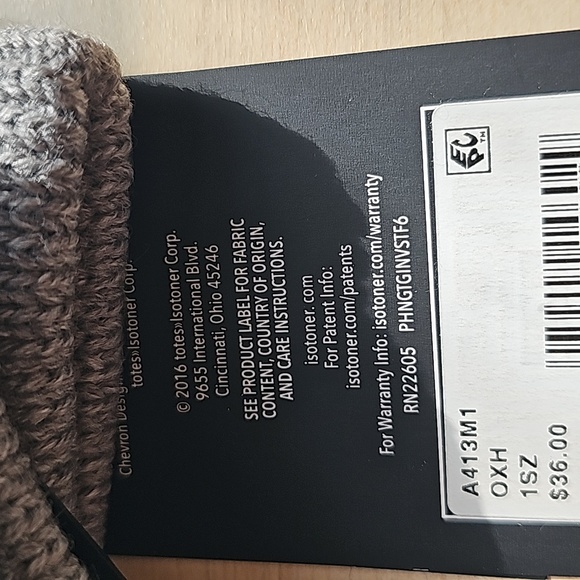 Chevron Desig
totes»Isotoner Corp.
© 2016 totes»Isotoner Corp.
9655 International Blvd.
Cincinnati, Ohio 45246
SEE PRODUCT LABEL FOR FABRIC
CONTENT, COUNTRY OF ORIGIN,
AND CARE INSTRUCTIONS.
isotoner.com
For Patent Info:
isotoner.com/patents
For Warranty Info: isotoner.com/warranty
RN22605 PHNGTGINVSTF6
EPC™
A413M1
OXH
1SZ
$36.00